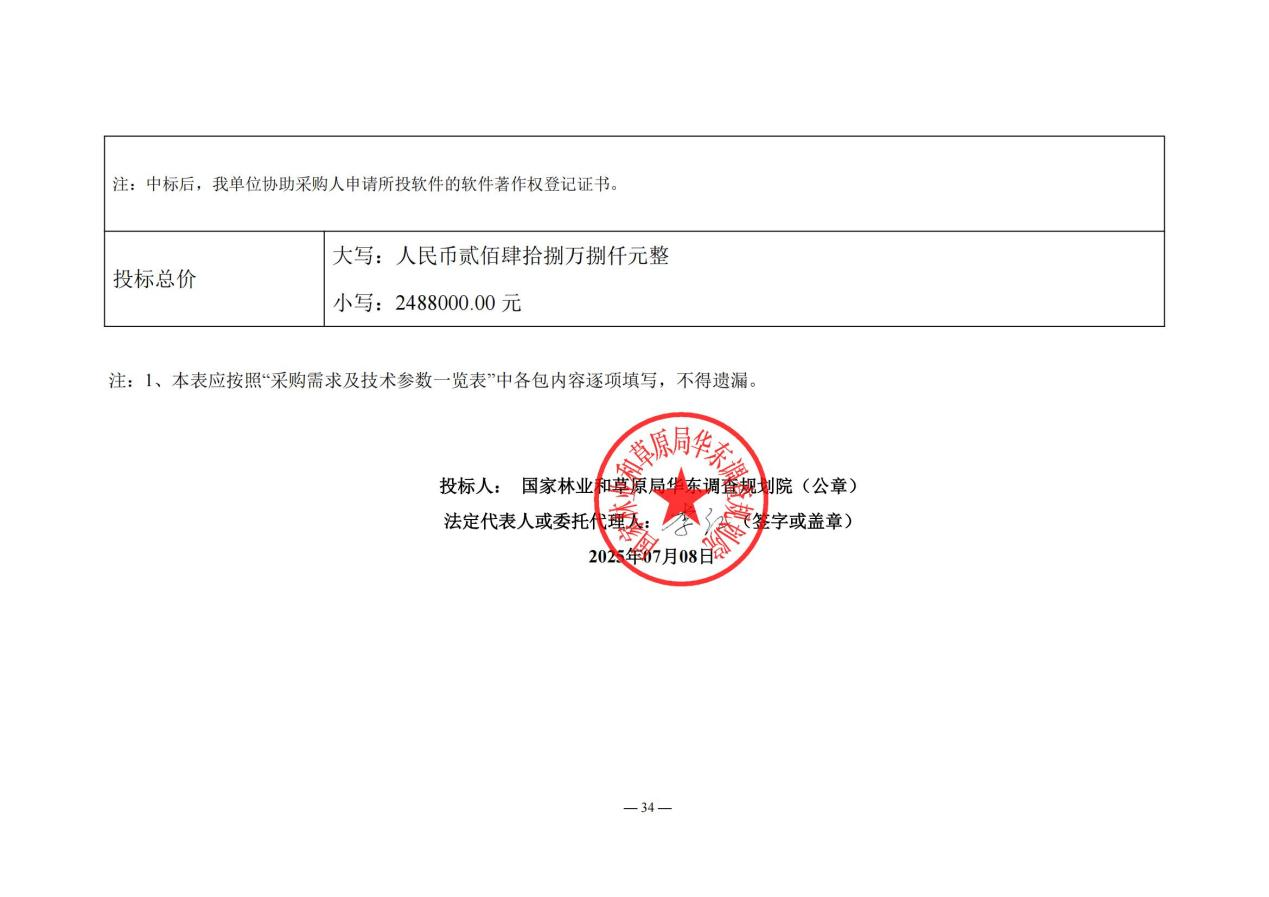 注：中标后，我单位协助采购人申请所投软件的软件著作权登记证书。
投标总价
大写：人民币贰佰肆拾捌万捌仟元整
小写：2488000.00 元
注：1、本表应按照“采购需求及技术参数一览表”中各包内容逐项填写，不得遗漏。
国家林业和草原局华东调查规划院
投标人： 国家林业和草原局华东调查规划院（公章）
法定代表人或委托代理人： （签字或盖章）
2025年07月08日
— 34 —